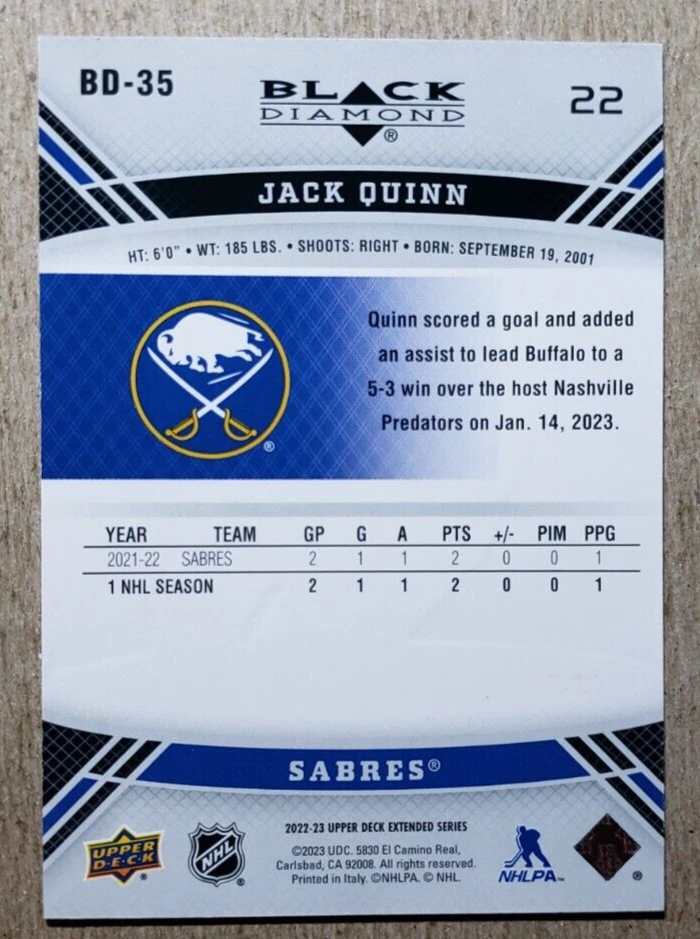 BD-35
BLACK
DIAMOND®
22
JACK QUINN
HT: 6'0" • WT: 185 LBS. • SHOOTS: RIGHT • BORN: SEPTEMBER 19, 2001
Quinn scored a goal and added
an assist to lead Buffalo to a
5-3 win over the host Nashville
Predators on Jan. 14, 2023.
®
YEAR TEAM GP G A PTS +/- PIM PPG
2021-22 SABRES 2 1 1 2 0 0 1
1 NHL SEASON 2 1 1 2 0 0 1
SABRES®
2022-23 UPPER DECK EXTENDED SERIES
©2023 UDC. 5830 El Camino Real,
Carlsbad, CA 92008. All rights reserved.
Printed in Italy. ©NHLPA. © NHL.
UPPER
D·E·C·K
®
NHL
®
NHLPA™
®